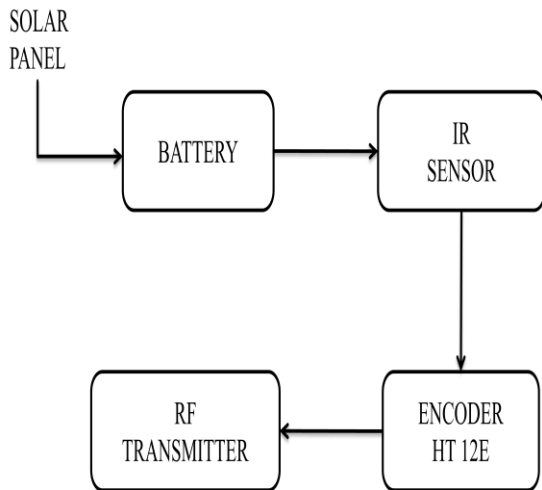 SOLAR
PANEL
BATTERY
IR
SENSOR
RF
TRANSMITTER
ENCODER
HT 12E